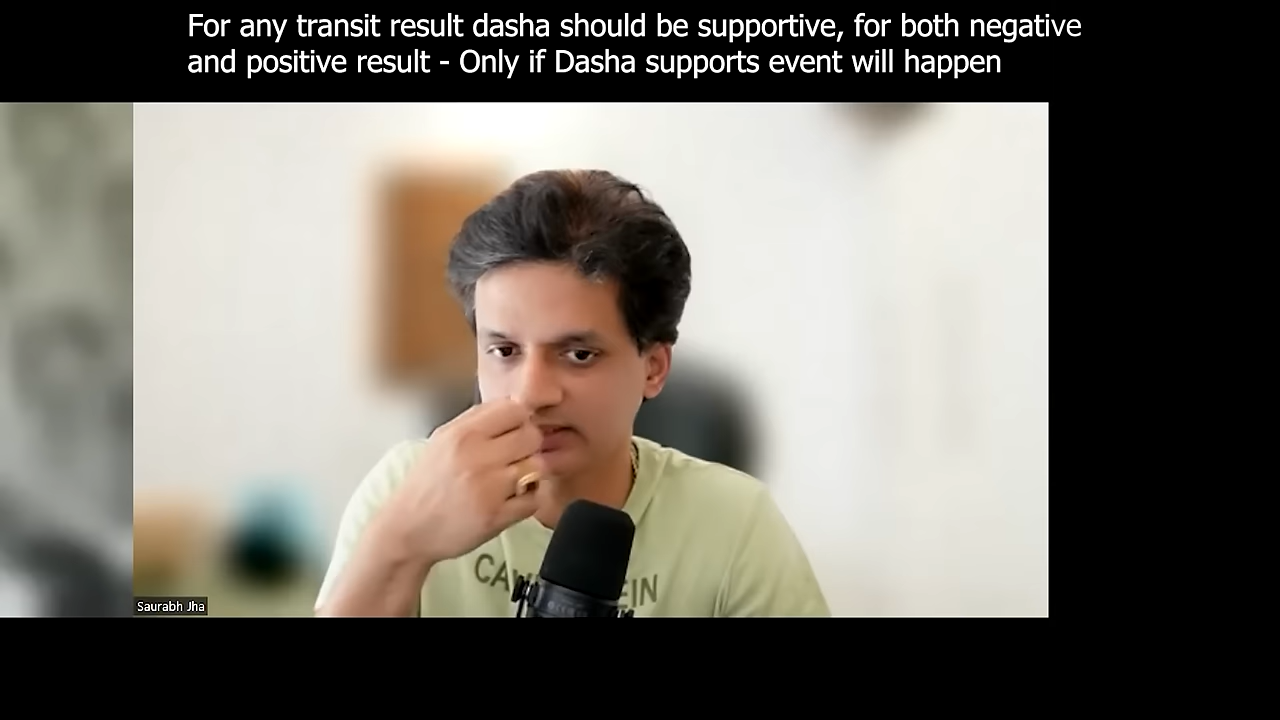 For any transit result dasha should be supportive, for both negative
and positive result - Only if Dasha supports event will happen
EIN
Saurabh Jha